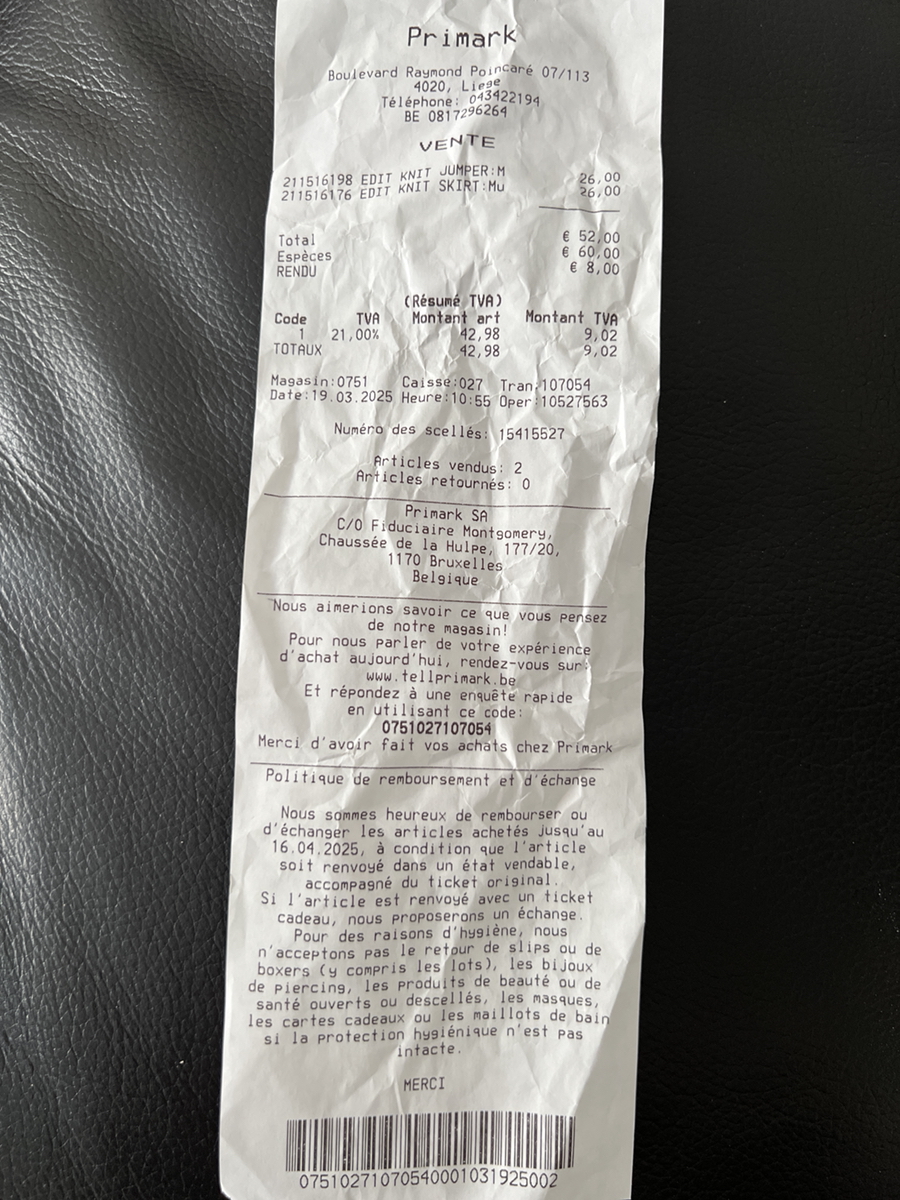 Primark
Boulevard Raymond Poincaré 07/113
4020, Liege
Téléphone: 043422194
BE 0817296264
VENTE
211516198 EDIT KNIT JUMPER:M 26,00
211516176 EDIT KNIT SKIRT:Mu 26,00
Total € 52,00
Espèces € 60,00
RENDU € 8,00
(Résumé TVA)
Code TVA Montant art Montant TVA
1 21,00% 42,98 9,02
TOTAUX 42,98 9,02
Magasin:0751 Caisse:027 Tran:107054
Date:19.03.2025 Heure:10:55 Oper:10527563
Numéro des scellés: 15415527
Articles vendus: 2
Articles retournés: 0
Primark SA
C/O Fiduciaire Montgomery,
Chaussée de la Hulpe, 177/20,
1170 Bruxelles
Belgique
Nous aimerions savoir ce que vous pensez
de notre magasin!
Pour nous parler de votre expérience
d'achat aujourd'hui, rendez-vous sur:
www.tellprimark.be
Et répondez à une enquête rapide
en utilisant ce code:
0751027107054
Merci d'avoir fait vos achats chez Primark
Politique de remboursement et d'échange
Nous sommes heureux de rembourser ou
d'échanger les articles achetés jusqu'au
16.04.2025, à condition que l'article
soit renvoyé dans un état vendable,
accompagné du ticket original.
Si l'article est renvoyé avec un ticket
cadeau, nous proposerons un échange.
Pour des raisons d'hygiène, nous
n'acceptons pas le retour de slips ou de
boxers (y compris les lots), les bijoux
de piercing, les produits de beauté ou de
santé ouverts ou descellés, les masques,
les cartes cadeaux ou les maillots de bain
si la protection hygiénique n'est pas
intacte.
MERCI
07510271070540001031925002